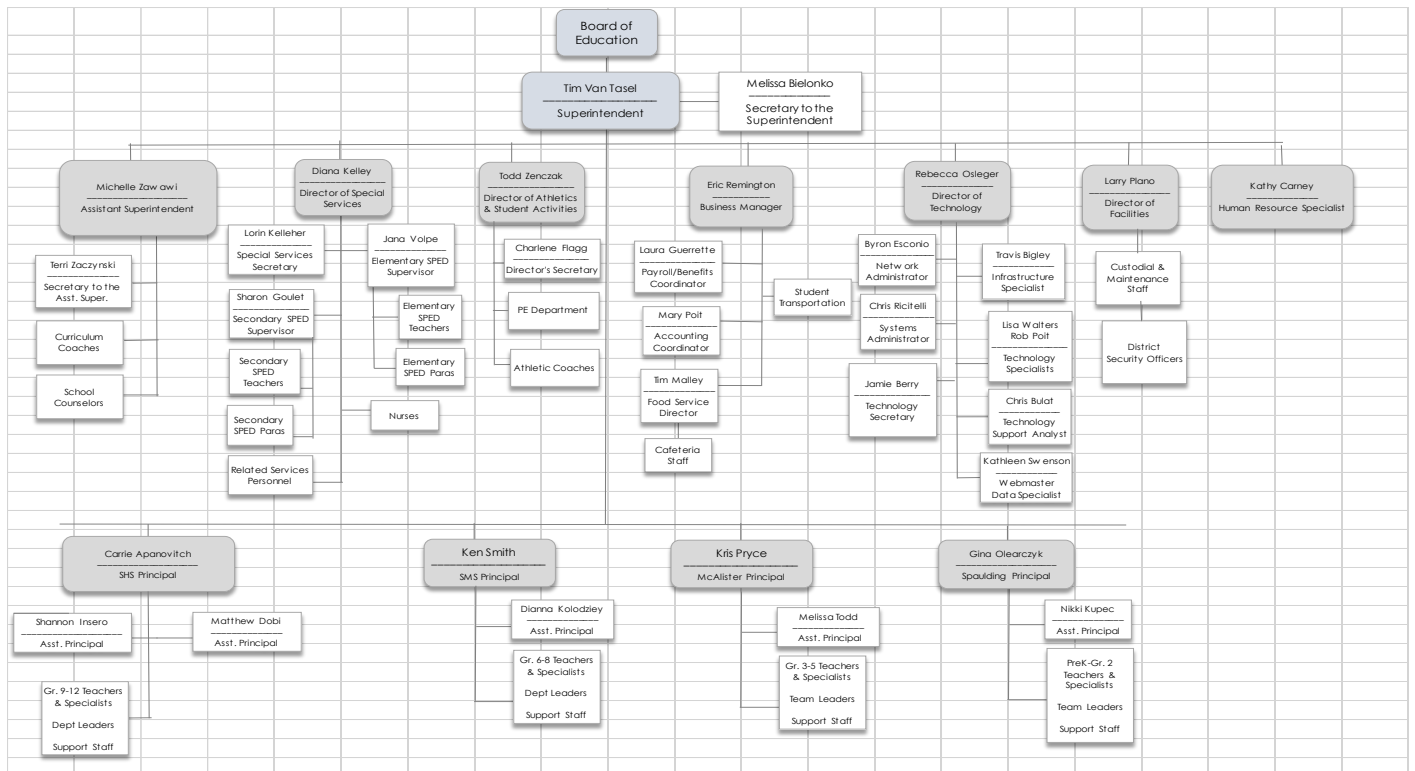 Board of
Education
Tim Van Tasel
Superintendent
Melissa Bielonko
Secretary to the
Superintendent
Michelle Zawawi
Assistant Superintendent
Terri Zaczynski
Secretary to the
Asst. Super.
Curriculum
Coaches
School
Counselors
Diana Kelley
Director of Special
Services
Lorin Kelleher
Special Services
Secretary
Sharon Goulet
Secondary SPED
Supervisor
Secondary
SPED
Teachers
Secondary
SPED Paras
Related Services
Personnel
Jana Volpe
Elementary SPED
Supervisor
Elementary
SPED
Teachers
Elementary
SPED Paras
Nurses
Todd Zenczak
Director of Athletics
& Student Activities
Charlene Flagg
Director's Secretary
PE Department
Athletic Coaches
Eric Remington
Business Manager
Laura Guerrette
Payroll/Benefits
Coordinator
Mary Poit
Accounting
Coordinator
Tim Malley
Food Service
Director
Cafeteria
Staff
Student
Transportation
Rebecca Osleger
Director of
Technology
Byron Esconio
Network
Administrator
Chris Ricitelli
Systems
Administrator
Jamie Berry
Technology
Secretary
Travis Bigley
Infrastructure
Specialist
Lisa Walters
Rob Poit
Technology
Specialists
Chris Bulat
Technology
Support Analyst
Kathleen Swenson
Webmaster
Data Specialist
Larry Plano
Director of
Facilities
Custodial &
Maintenance
Staff
District
Security Officers
Kathy Carney
Human Resource Specialist
Carrie Apanovitch
SHS Principal
Shannon Insero
Asst. Principal
Matthew Dobi
Asst. Principal
Gr. 9-12 Teachers
& Specialists
Dept Leaders
Support Staff
Ken Smith
SMS Principal
Dianna Kolodziey
Asst. Principal
Gr. 6-8 Teachers
& Specialists
Dept Leaders
Support Staff
Kris Pryce
McAlister Principal
Melissa Todd
Asst. Principal
Gr. 3-5 Teachers
& Specialists
Team Leaders
Support Staff
Gina Olearczyk
Spaulding Principal
Nikki Kupec
Asst. Principal
PreK-Gr. 2
Teachers &
Specialists
Team Leaders
Support Staff